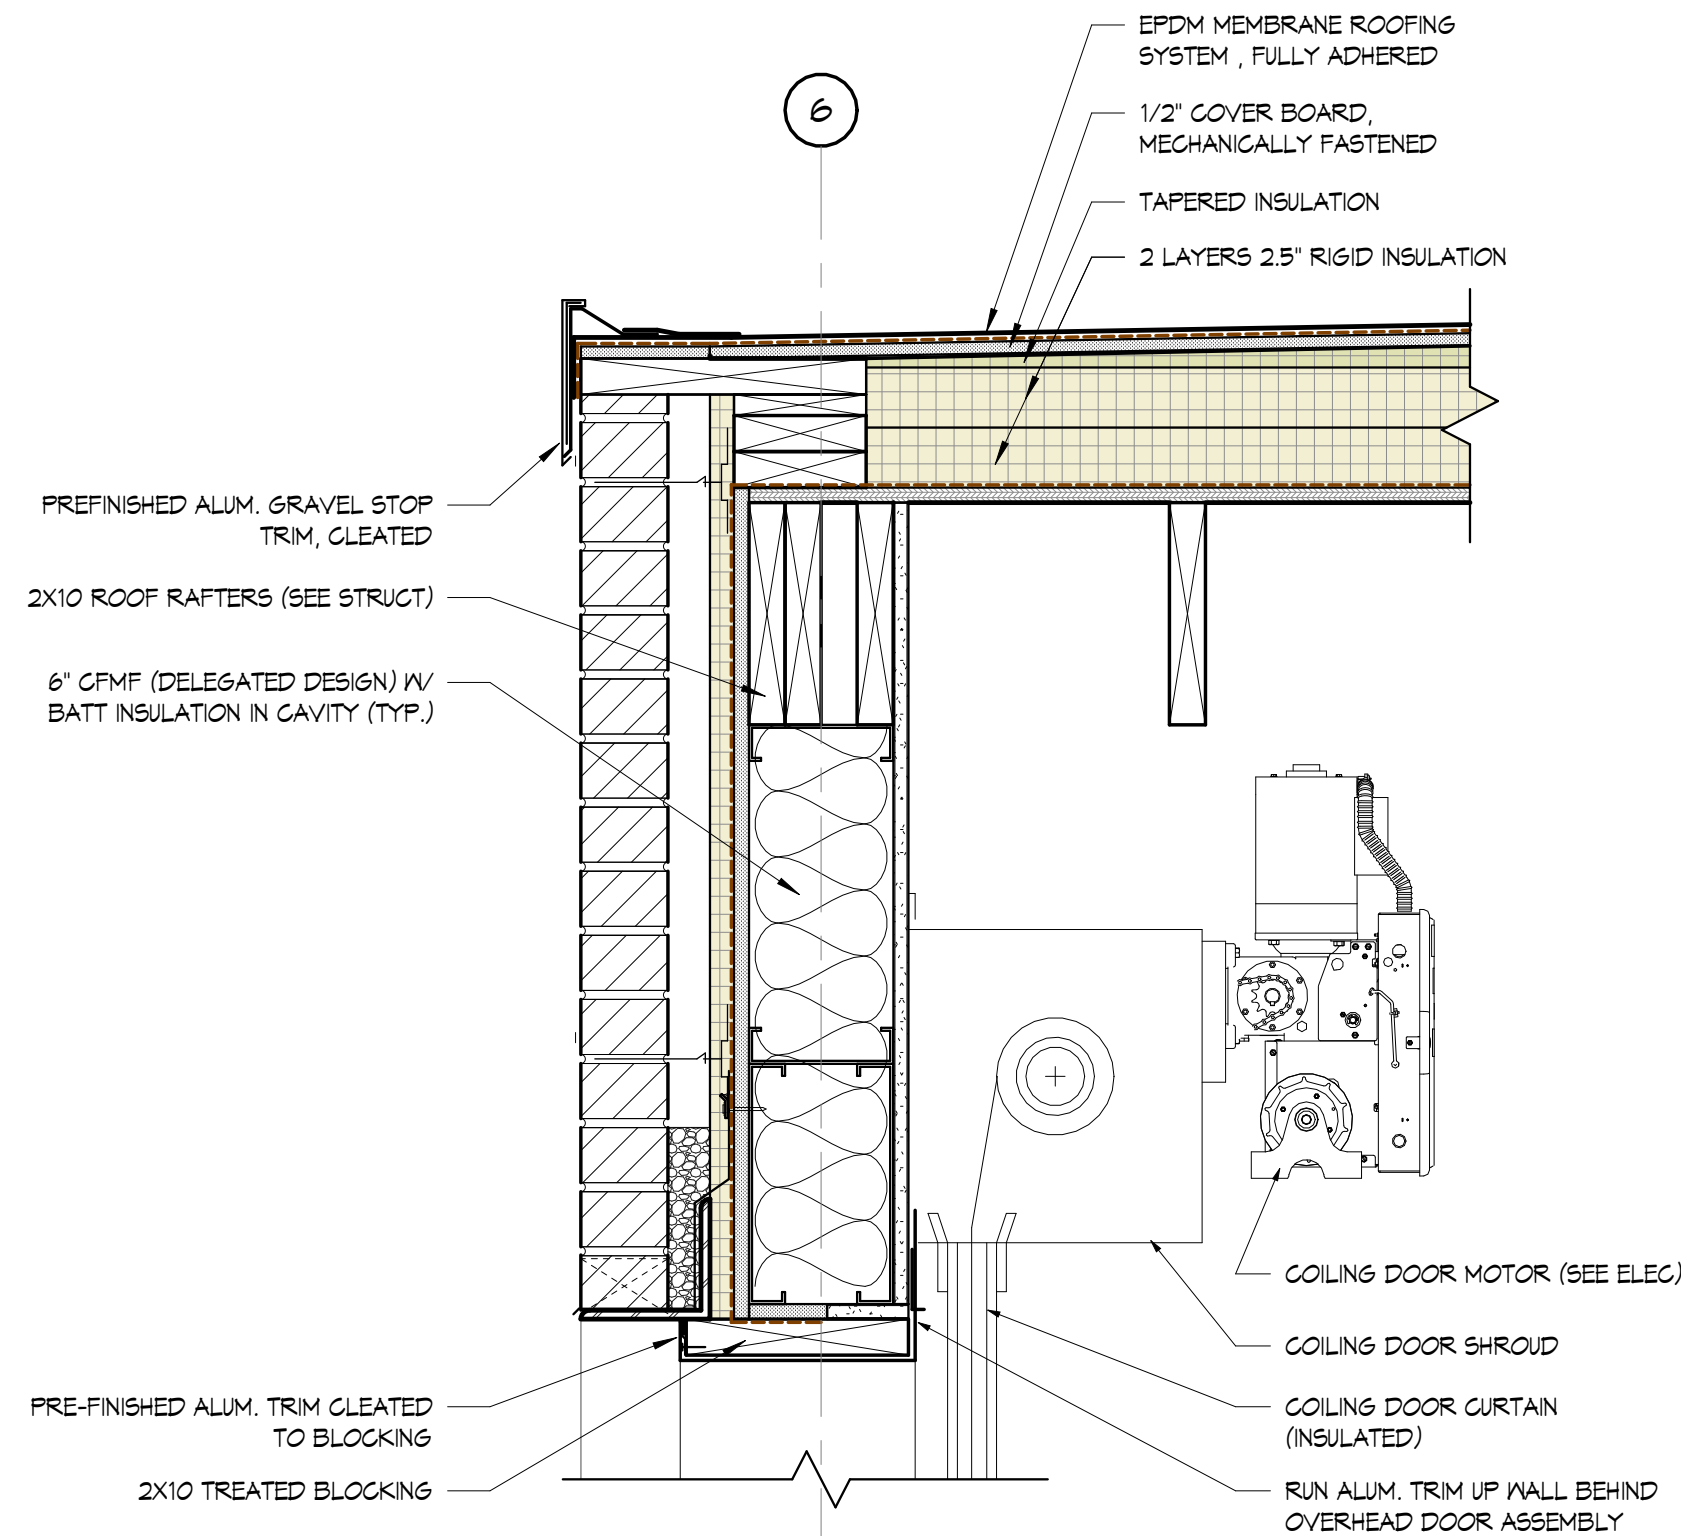 EPDM MEMBRANE ROOFING
SYSTEM , FULLY ADHERED
6
1/2" COVER BOARD,
MECHANICALLY FASTENED
TAPERED INSULATION
2 LAYERS 2.5" RIGID INSULATION
PREFINISHED ALUM. GRAVEL STOP
TRIM, CLEATED
2X10 ROOF RAFTERS (SEE STRUCT)
6" CFMF (DELEGATED DESIGN) W/
BATT INSULATION IN CAVITY (TYP.)
COILING DOOR MOTOR (SEE ELEC)
COILING DOOR SHROUD
PRE-FINISHED ALUM. TRIM CLEATED
TO BLOCKING
COILING DOOR CURTAIN
(INSULATED)
2X10 TREATED BLOCKING
RUN ALUM. TRIM UP WALL BEHIND
OVERHEAD DOOR ASSEMBLY